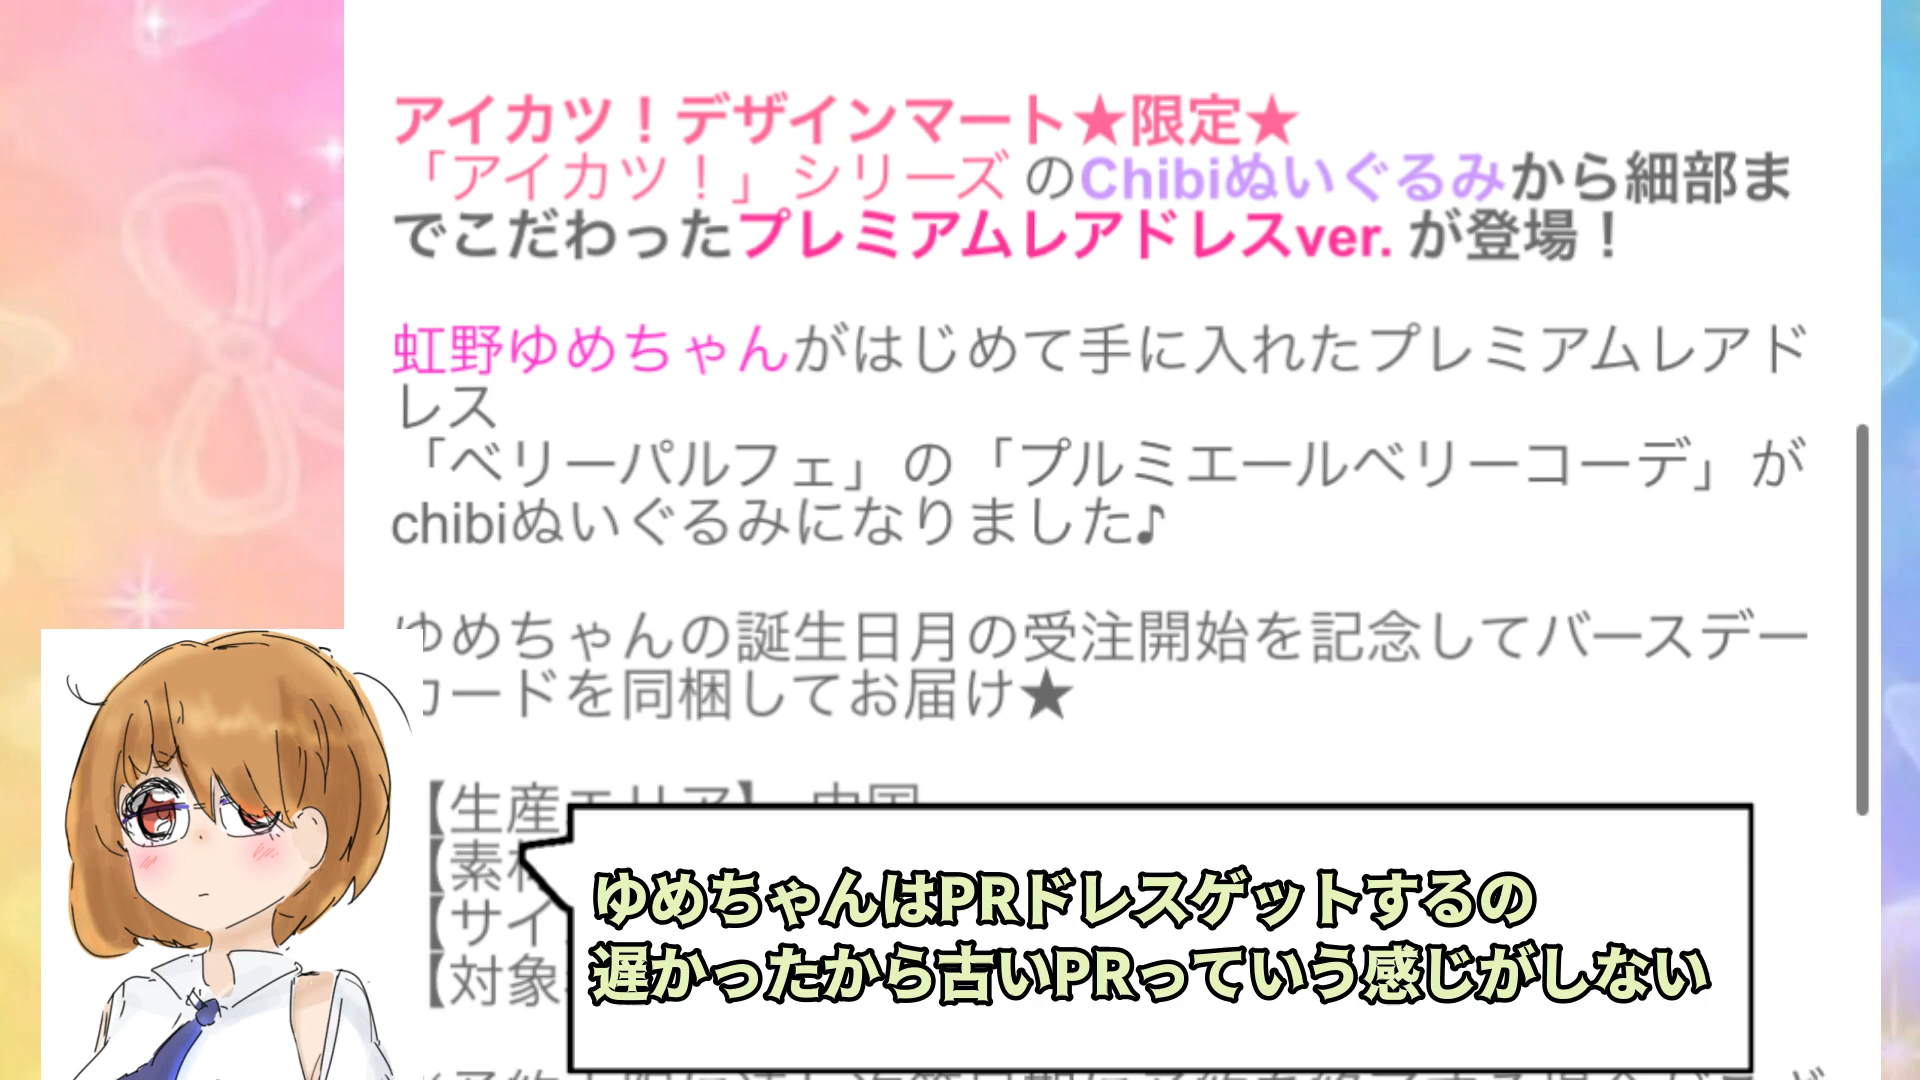 アイカツ！デザインマート★限定★
「アイカツ！」シリーズ のChibiぬいぐるみから細部ま
でこだわったプレミアムレアドレスver. が登場！
虹野ゆめちゃんがはじめて手に入れたプレミアムレアド
レス
「ベリーパルフェ」の「プルミエールベリーコーデ」が
chibiぬいぐるみになりました♪
ゆめちゃんの誕生日月の受注開始を記念してバースデー
カードを同梱してお届け★
【生産エリア】 中国
【素材
【サイ
【対象
ゆめちゃんはPRドレスゲットするの
遅かったから古いPRっていう感じがしない